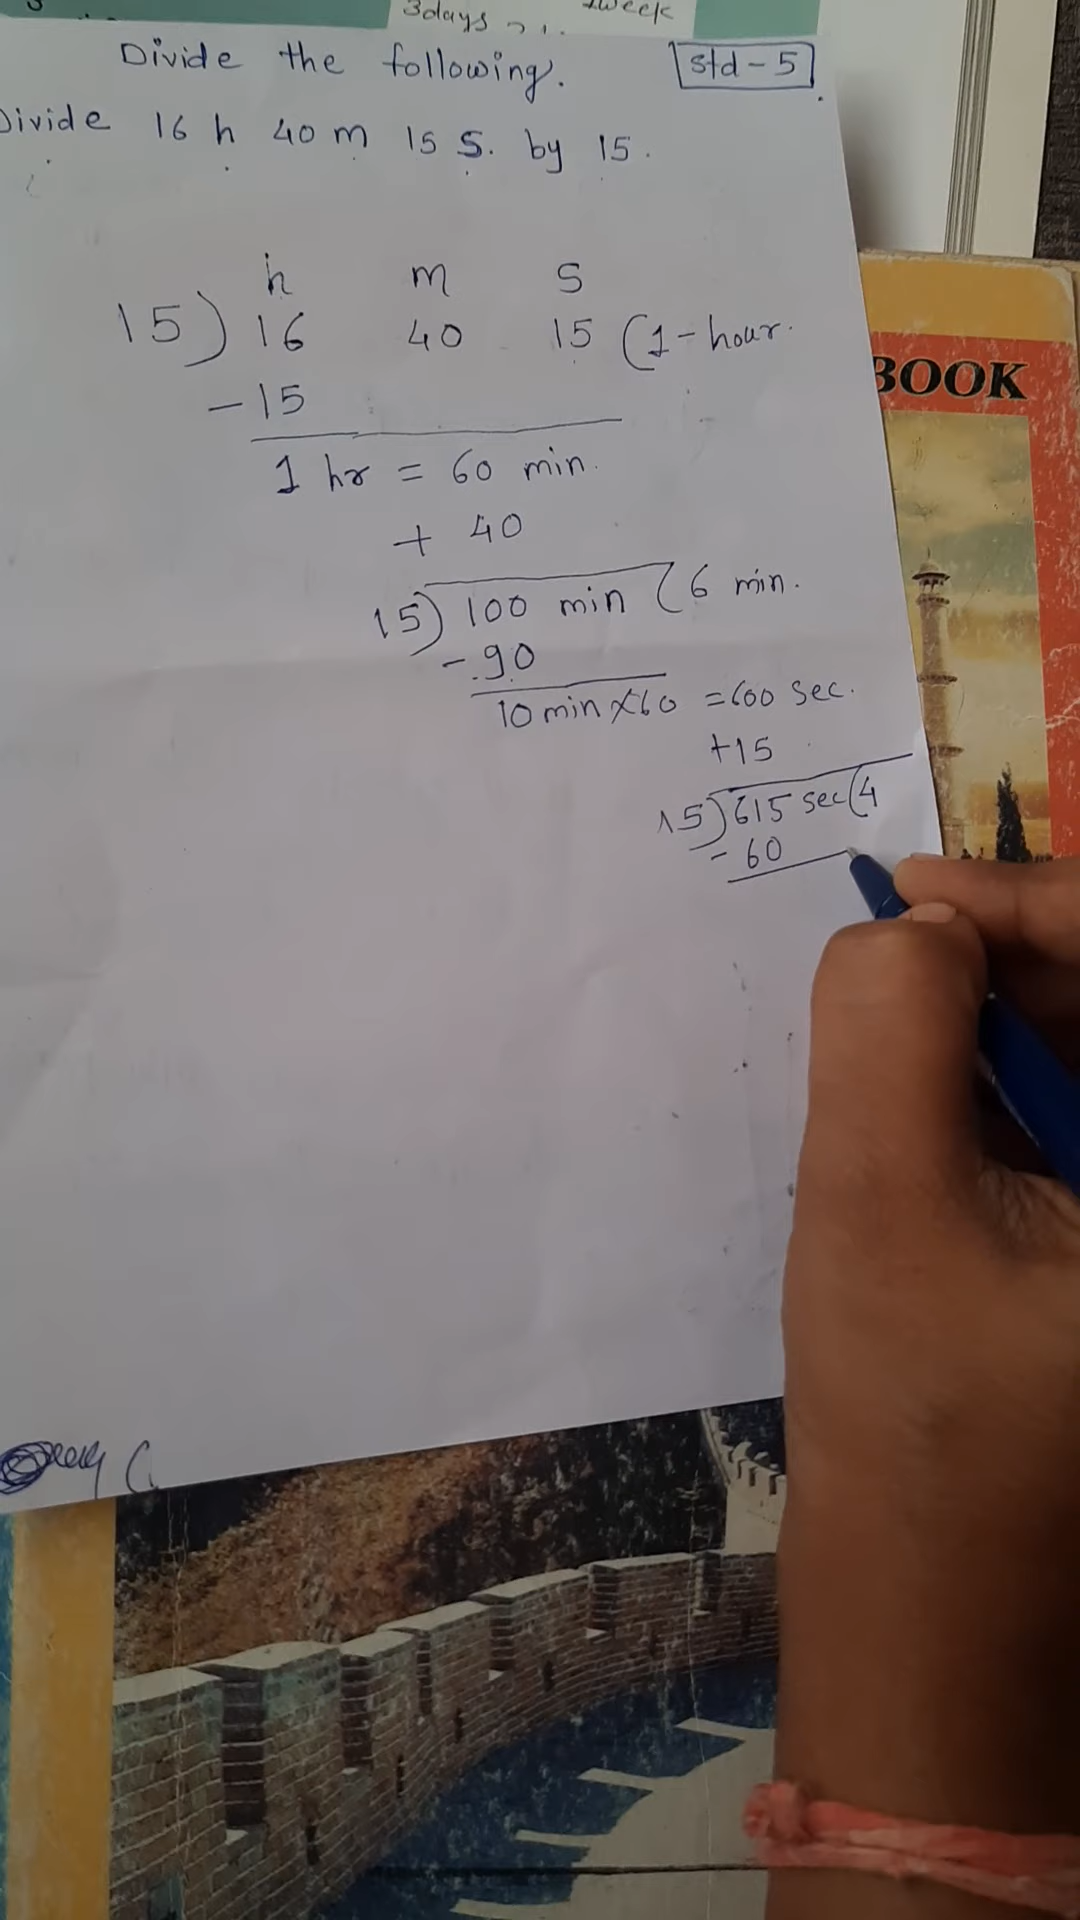 3days
week
Divide the following.
Std-5
Divide 16 h 40 m 15 S. by 15.
h m S
15) 16 40 15 (1-hour.
-15
1 hr = 60 min.
+ 40
15) 100 min (6 min.
-90
10 min x 60 = 600 sec.
+15
15) 615 sec (4
- 60
BOOK